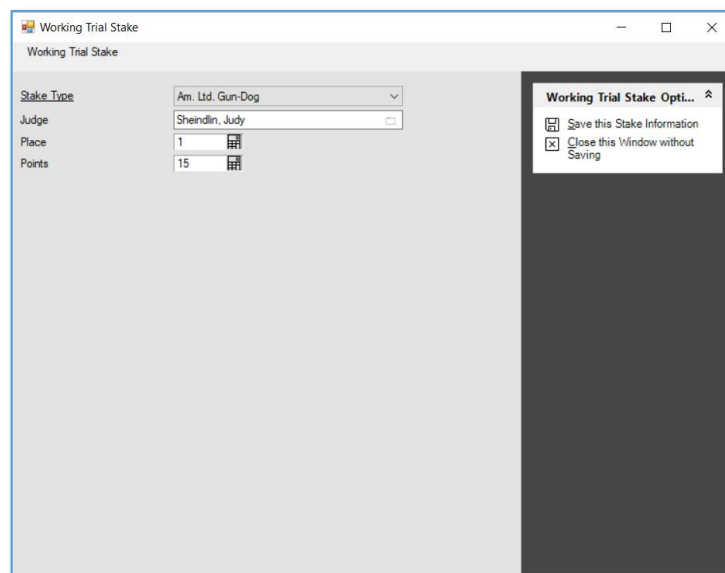 Working Trial Stake
Working Trial Stake
Stake Type Am. Ltd. Gun-Dog
Judge Sheindlin, Judy
Place 1
Points 15
Working Trial Stake Opti...
Save this Stake Information
Close this Window without
Saving